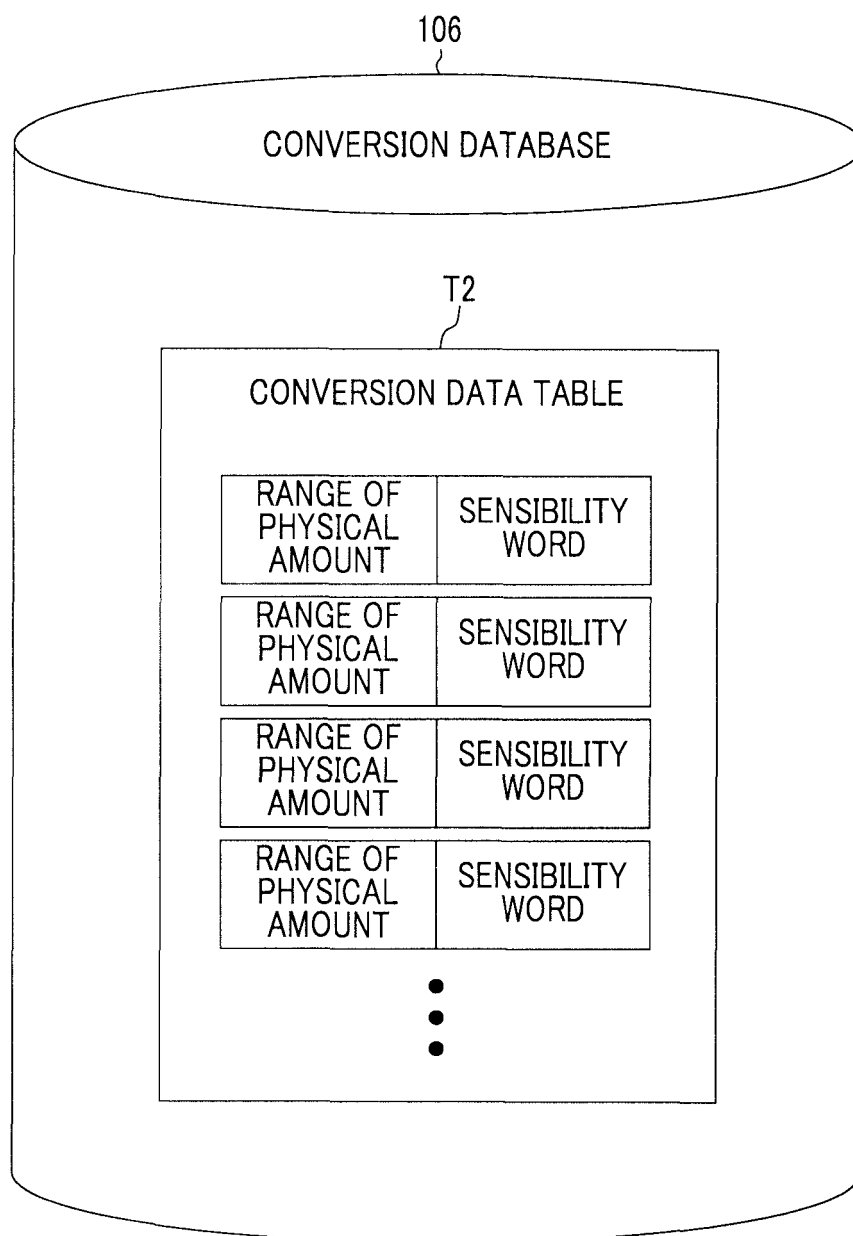 106
CONVERSION DATABASE
T2
CONVERSION DATA TABLE
RANGE OF
PHYSICAL
AMOUNT
SENSIBILITY
WORD
RANGE OF
PHYSICAL
AMOUNT
SENSIBILITY
WORD
RANGE OF
PHYSICAL
AMOUNT
SENSIBILITY
WORD
RANGE OF
PHYSICAL
AMOUNT
SENSIBILITY
WORD